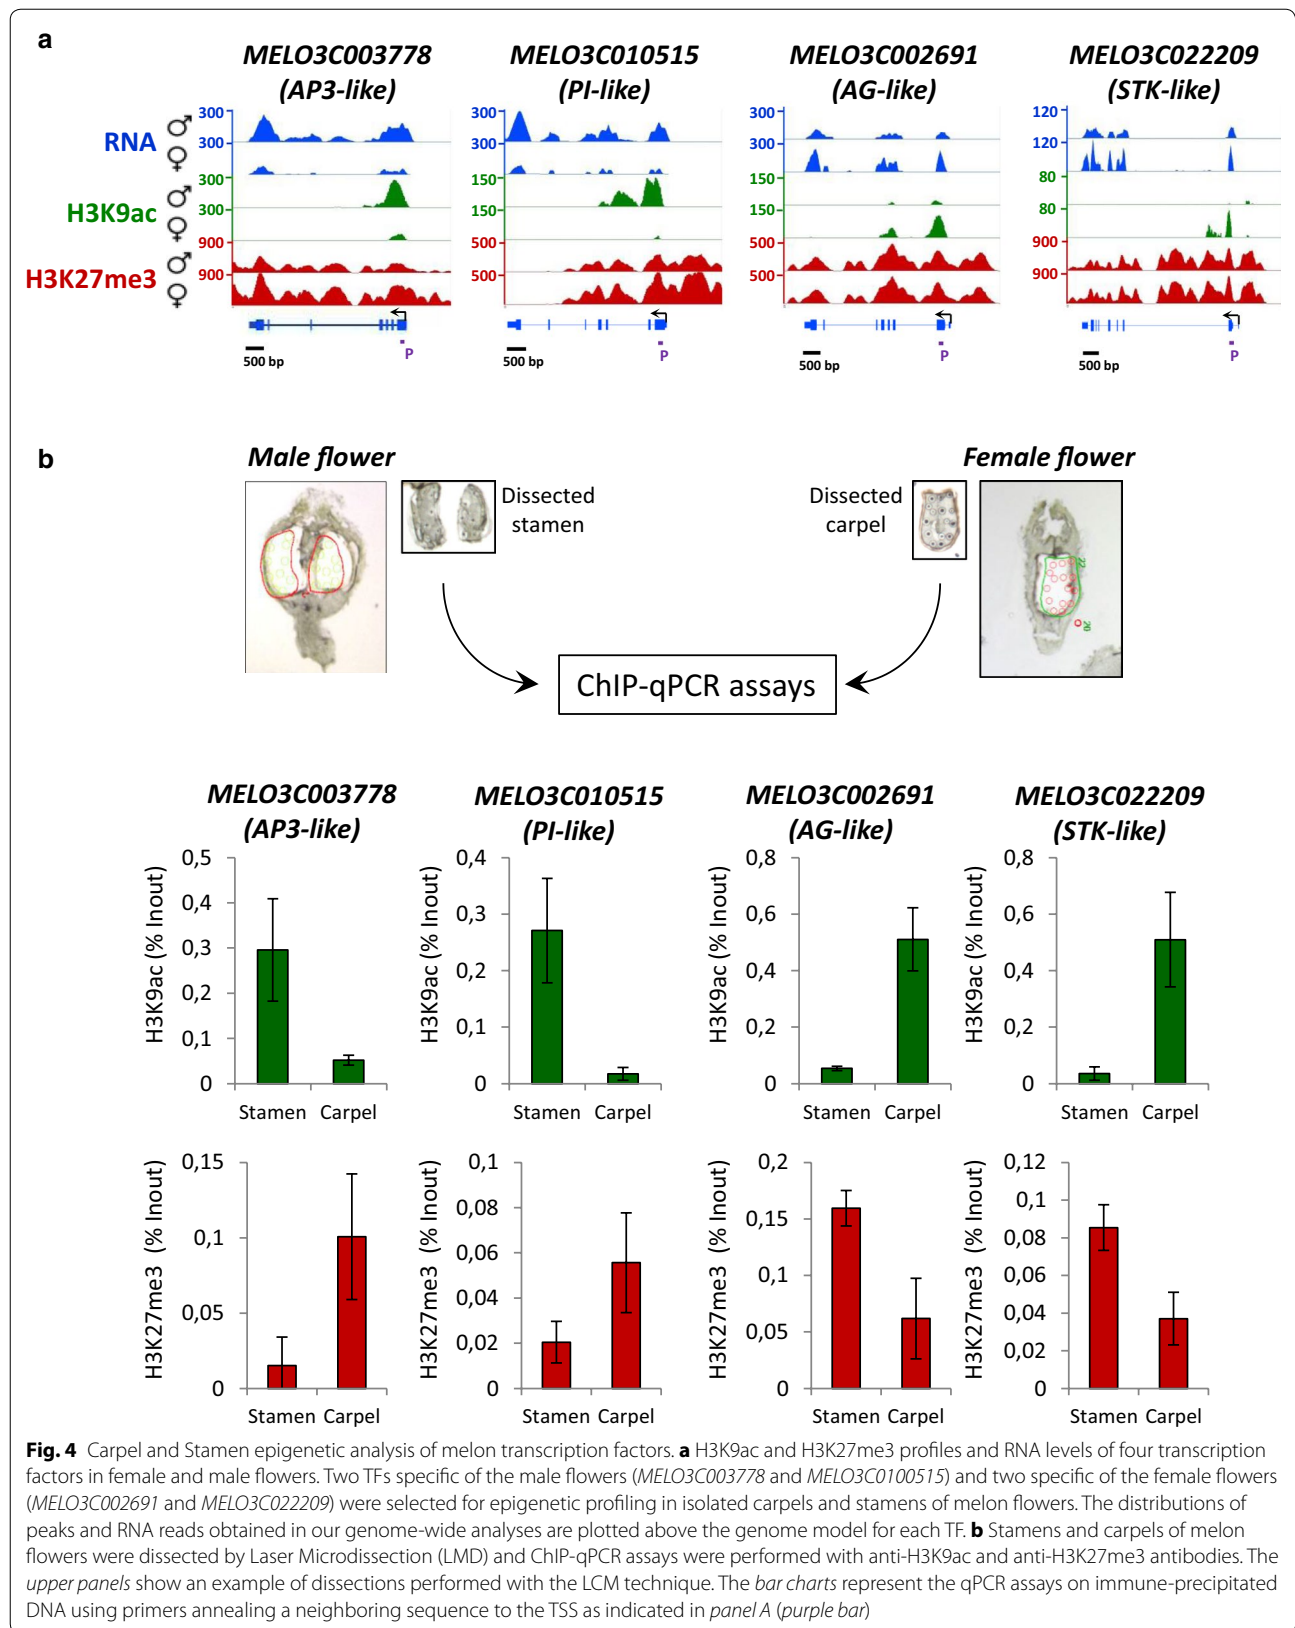 a
MELO3C003778 MELO3C010515 MELO3C002691 MELO3C022209
(AP3-like) (PI-like) (AG-like) (STK-like)
RNA ♂ 300 300 300 120
♀ 300 300 300 120
H3K9ac ♂ 300 150 150 80
♀ 300 150 150 80
H3K27me3 ♂ 900 500 500 900
♀ 900 500 500 900
P P P P
500 bp 500 bp 500 bp 500 bp
b
Male flower Female flower
Dissected Dissected
stamen carpel
22
20
ChIP-qPCR assays
MELO3C003778 MELO3C010515 MELO3C002691 MELO3C022209
(AP3-like) (PI-like) (AG-like) (STK-like)
H3K9ac (% Inout)
0,5
0,4
0,3
0,2
0,1
0
Stamen Carpel
H3K9ac (% Inout)
0,4
0,3
0,2
0,1
0
Stamen Carpel
H3K9ac (% Inout)
0,8
0,6
0,4
0,2
0
Stamen Carpel
H3K9ac (% Inout)
0,8
0,6
0,4
0,2
0
Stamen Carpel
H3K27me3 (% Inout)
0,15
0,1
0,05
0
Stamen Carpel
H3K27me3 (% Inout)
0,1
0,08
0,06
0,04
0,02
0
Stamen Carpel
H3K27me3 (% Inout)
0,2
0,15
0,1
0,05
0
Stamen Carpel
H3K27me3 (% Inout)
0,12
0,1
0,08
0,06
0,04
0,02
0
Stamen Carpel
Fig. 4 Carpel and Stamen epigenetic analysis of melon transcription factors. a H3K9ac and H3K27me3 profiles and RNA levels of four transcription
factors in female and male flowers. Two TFs specific of the male flowers (MELO3C003778 and MELO3C0100515) and two specific of the female flowers
(MELO3C002691 and MELO3C022209) were selected for epigenetic profiling in isolated carpels and stamens of melon flowers. The distributions of
peaks and RNA reads obtained in our genome-wide analyses are plotted above the genome model for each TF. b Stamens and carpels of melon
flowers were dissected by Laser Microdissection (LMD) and ChIP-qPCR assays were performed with anti-H3K9ac and anti-H3K27me3 antibodies. The
upper panels show an example of dissections performed with the LCM technique. The bar charts represent the qPCR assays on immune-precipitated
DNA using primers annealing a neighboring sequence to the TSS as indicated in panel A (purple bar)